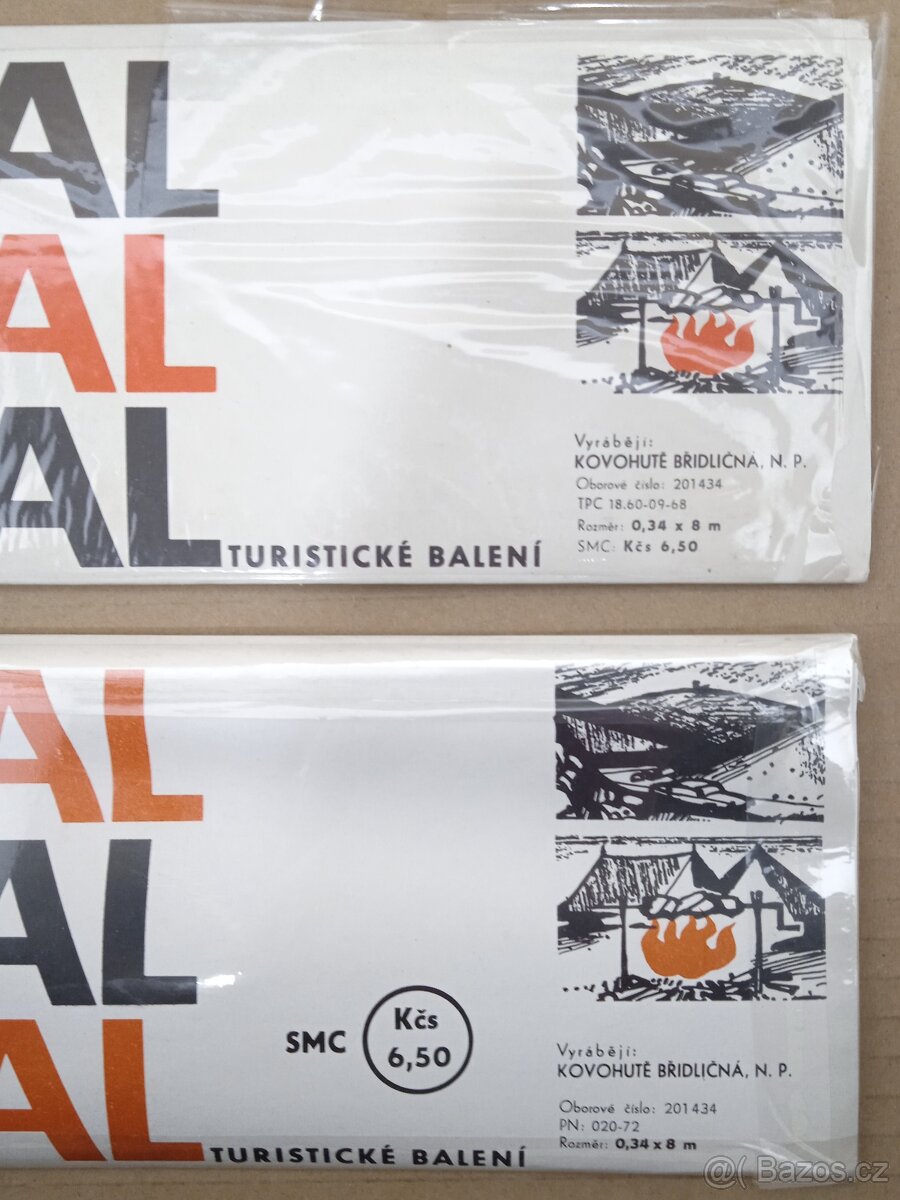 AL
AL
AL
TURISTICKÉ BALENÍ
Vyrábějí:
KOVOHUTĚ BŘIDLIČNÁ, N. P.
Oborové číslo: 201434
TPC 18.60-09-68
Rozměr: 0,34 x 8 m
SMC: Kčs 6,50
AL
AL
AL
TURISTICKÉ BALENÍ
SMC
Kčs
6,50
Vyrábějí:
KOVOHUTĚ BŘIDLIČNÁ, N. P.
Oborové číslo: 201434
PN: 020-72
Rozměr: 0,34 x 8 m
@( Bazos.cz